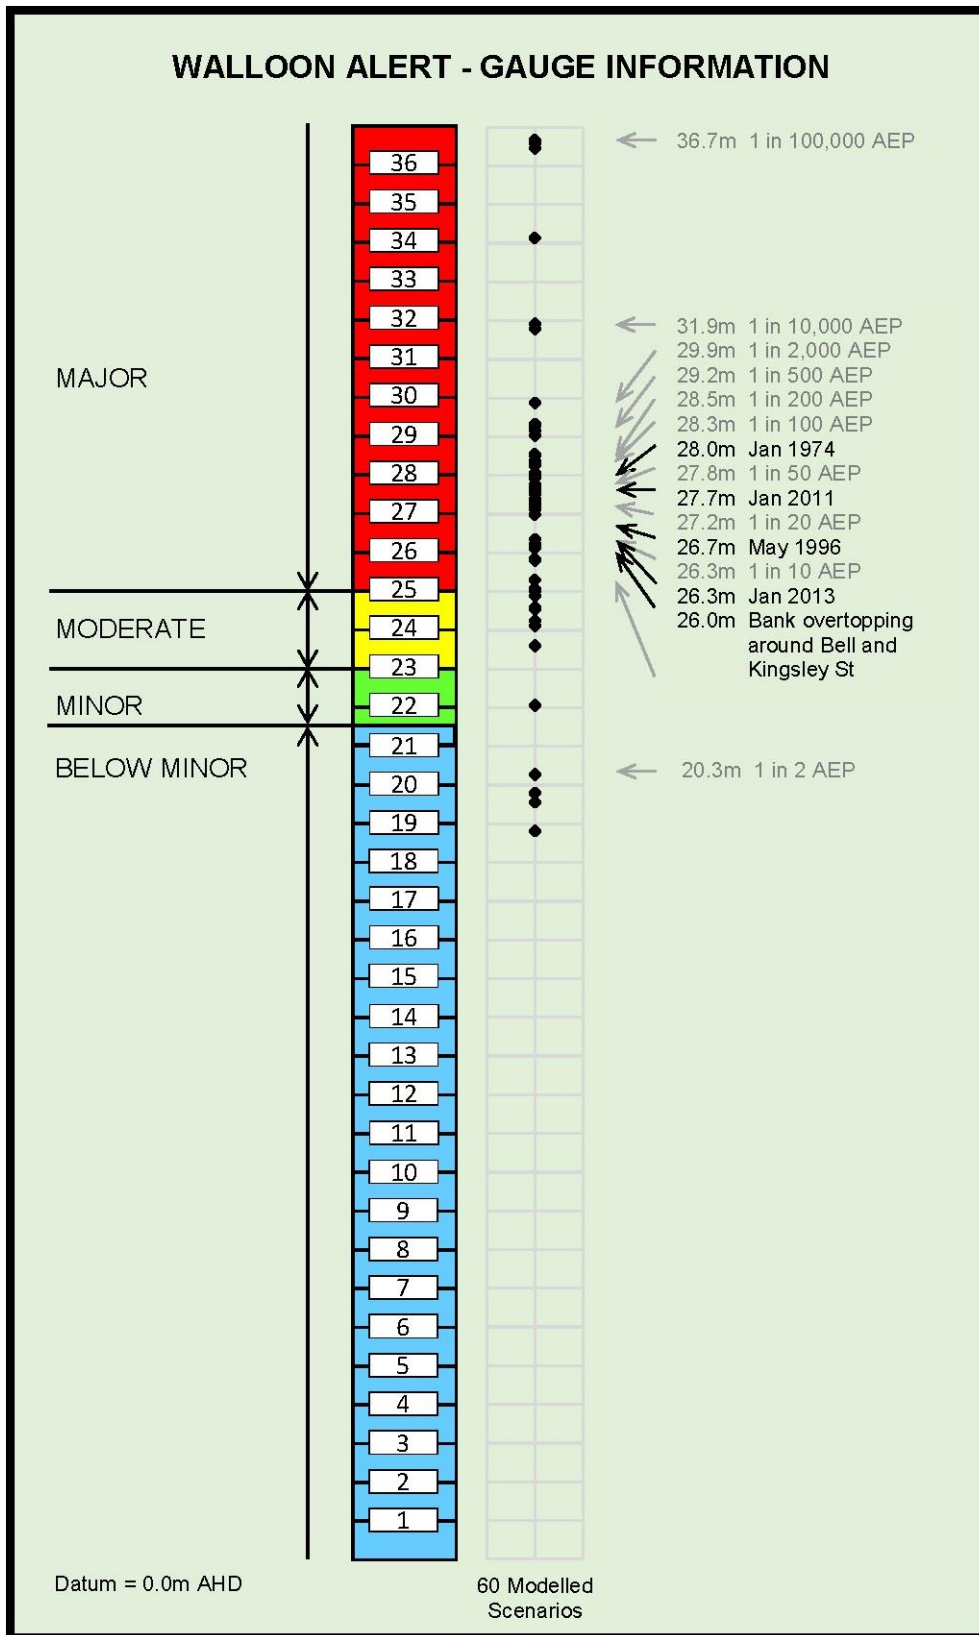 WALLOON ALERT - GAUGE INFORMATION
36
35
34
33
32
31
30
29
28
27
26
25
24
23
22
21
20
19
18
17
16
15
14
13
12
11
10
9
8
7
6
5
4
3
2
1
MAJOR
MODERATE
MINOR
BELOW MINOR
36.7m 1 in 100,000 AEP
31.9m 1 in 10,000 AEP
29.9m 1 in 2,000 AEP
29.2m 1 in 500 AEP
28.5m 1 in 200 AEP
28.3m 1 in 100 AEP
28.0m Jan 1974
27.8m 1 in 50 AEP
27.7m Jan 2011
27.2m 1 in 20 AEP
26.7m May 1996
26.3m 1 in 10 AEP
26.3m Jan 2013
26.0m Bank overtopping
around Bell and
Kingsley St
20.3m 1 in 2 AEP
Datum = 0.0m AHD
60 Modelled
Scenarios